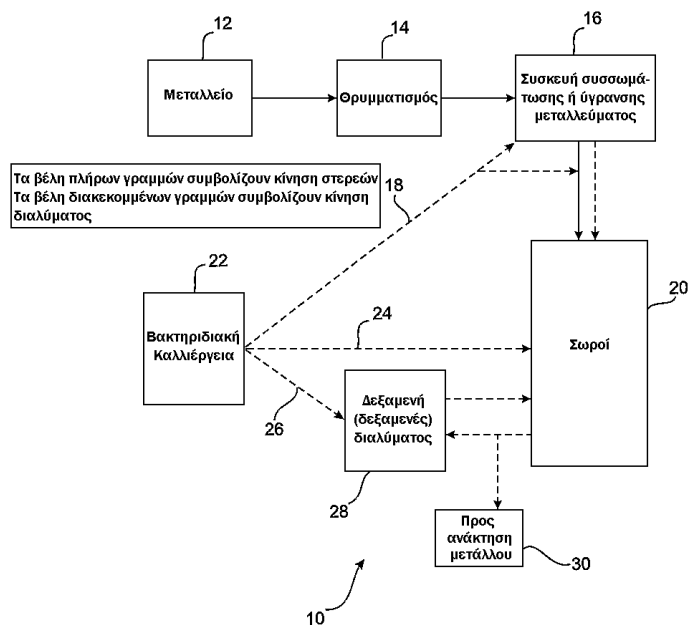 12
14
16
Μεταλλείο
Θρυμματισμός
Συσκευή συσσωμά-
τωσης ή ύγρανσης
μεταλλεύματος
Τα βέλη πλήρων γραμμών συμβολίζουν κίνηση στερεών
Τα βέλη διακεκομμένων γραμμών συμβολίζουν κίνηση
διαλύματος
18
22
20
Βακτηριδιακή
Καλλιέργεια
24
Σωροί
26
Δεξαμενή
(δεξαμενές)
διαλύματος
28
Προς
ανάκτηση
μετάλλου
30
10